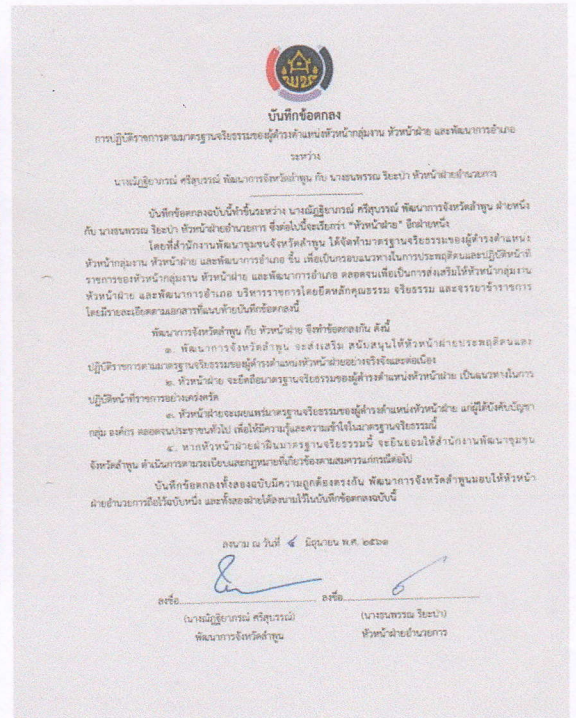 พช
บันทึกข้อตกลง
การปฏิบัติราชการตามมาตรฐานจริยธรรมของผู้ดำรงตำแหน่งหัวหน้ากลุ่มงาน หัวหน้าฝ่าย และพัฒนาการอำเภอ
ระหว่าง
นางณัฏฐิยาภรณ์ ศรีสุบรรณ์ พัฒนาการจังหวัดลำพูน กับ นางธนพรรณ ริยะป่า หัวหน้าฝ่ายอำนวยการ
บันทึกข้อตกลงฉบับนี้ทำขึ้นระหว่าง นางณัฏฐิยาภรณ์ ศรีสุบรรณ์ พัฒนาการจังหวัดลำพูน ฝ่ายหนึ่ง
กับ นางธนพรรณ ริยะป่า หัวหน้าฝ่ายอำนวยการ ซึ่งต่อไปนี้จะเรียกว่า "หัวหน้าฝ่าย" อีกฝ่ายหนึ่ง
โดยที่สำนักงานพัฒนาชุมชนจังหวัดลำพูน ได้จัดทำมาตรฐานจริยธรรมของผู้ดำรงตำแหน่ง
หัวหน้ากลุ่มงาน หัวหน้าฝ่าย และพัฒนาการอำเภอ ขึ้น เพื่อเป็นกรอบแนวทางในการประพฤติตนและปฏิบัติหน้าที่
ราชการของหัวหน้ากลุ่มงาน หัวหน้าฝ่าย และพัฒนาการอำเภอ ตลอดจนเพื่อเป็นการส่งเสริมให้หัวหน้ากลุ่มงาน
หัวหน้าฝ่าย และพัฒนาการอำเภอ บริหารราชการโดยยึดหลักคุณธรรม จริยธรรม และจรรยาข้าราชการ
โดยมีรายละเอียดตามเอกสารที่แนบท้ายบันทึกข้อตกลงนี้
พัฒนาการจังหวัดลำพูน กับ หัวหน้าฝ่าย จึงทำข้อตกลงกัน ดังนี้
๑. พัฒนาการจังหวัดลำพูน จะส่งเสริม สนับสนุนให้หัวหน้าฝ่ายประพฤติตนและ
ปฏิบัติราชการตามมาตรฐานจริยธรรมของผู้ดำรงตำแหน่งหัวหน้าฝ่ายอย่างจริงจังและต่อเนื่อง
๒. หัวหน้าฝ่าย จะยึดถือมาตรฐานจริยธรรมของผู้ดำรงตำแหน่งหัวหน้าฝ่าย เป็นแนวทางในการ
ปฏิบัติหน้าที่ราชการอย่างเคร่งครัด
๓. หัวหน้าฝ่ายจะเผยแพร่มาตรฐานจริยธรรมของผู้ดำรงตำแหน่งหัวหน้าฝ่าย แก่ผู้ใต้บังคับบัญชา
กลุ่ม องค์กร ตลอดจนประชาชนทั่วไป เพื่อให้มีความรู้และความเข้าใจในมาตรฐานจริยธรรมนี้
๔. หากหัวหน้าฝ่ายฝ่าฝืนมาตรฐานจริยธรรมนี้ จะยินยอมให้สำนักงานพัฒนาชุมชน
จังหวัดลำพูน ดำเนินการตามระเบียบและกฎหมายที่เกี่ยวข้องตามสมควรแก่กรณีต่อไป
บันทึกข้อตกลงทั้งสองฉบับมีความถูกต้องตรงกัน พัฒนาการจังหวัดลำพูนมอบให้หัวหน้า
ฝ่ายอำนวยการถือไว้ฉบับหนึ่ง และทั้งสองฝ่ายได้ลงนามไว้ในบันทึกข้อตกลงฉบับนี้
ลงนาม ณ วันที่ ๔ มิถุนายน พ.ศ. ๒๕๖๑
ลงชื่อ........................ ลงชื่อ........................
(นางณัฏฐิยาภรณ์ ศรีสุบรรณ์) (นางธนพรรณ ริยะป่า)
พัฒนาการจังหวัดลำพูน หัวหน้าฝ่ายอำนวยการ